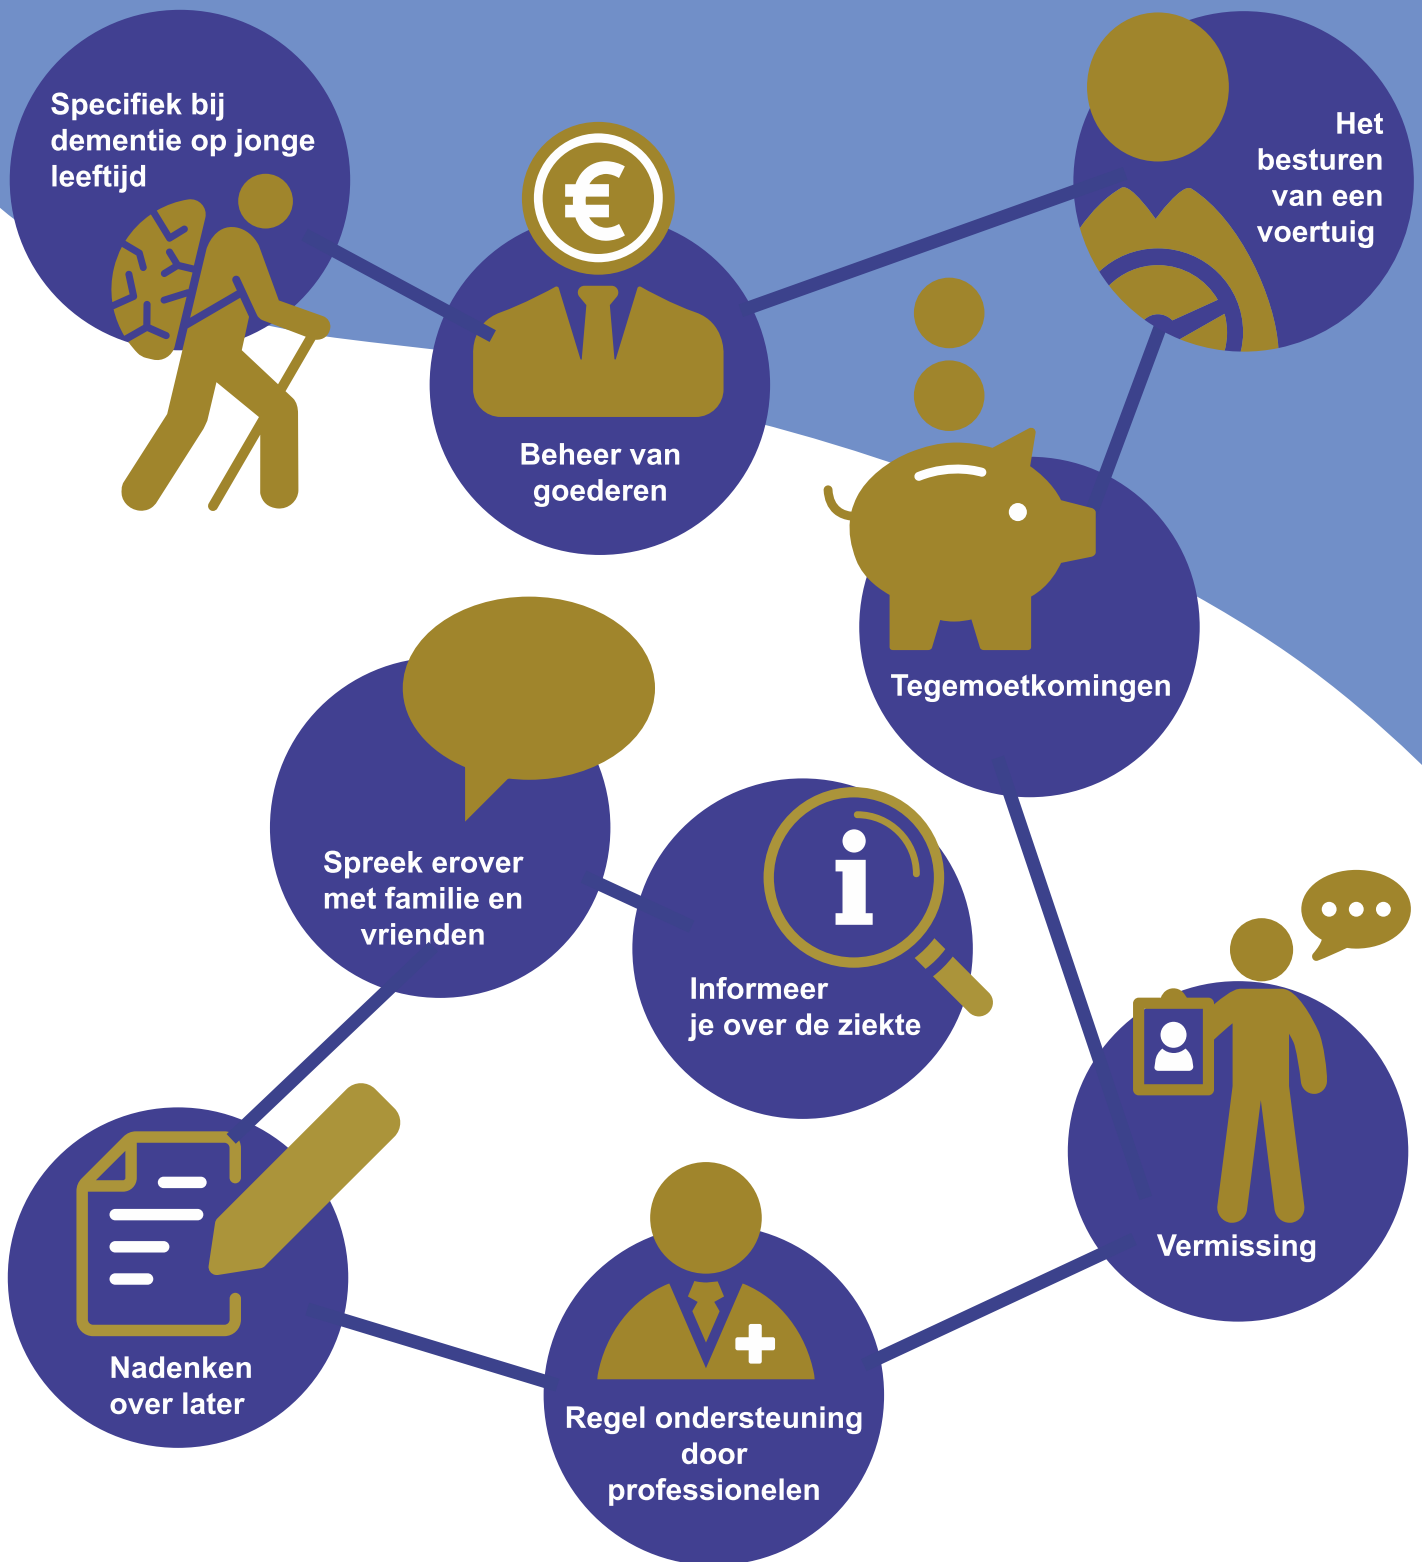 Specifiek bij
dementie op jonge
leeftijd
€
Beheer van
goederen
Het
besturen
van een
voertuig
Tegemoetkomingen
Spreek erover
met familie en
vrienden
i
Informeer
je over de ziekte
Vermissing
Nadenken
over later
Regel ondersteuning
door
professionelen